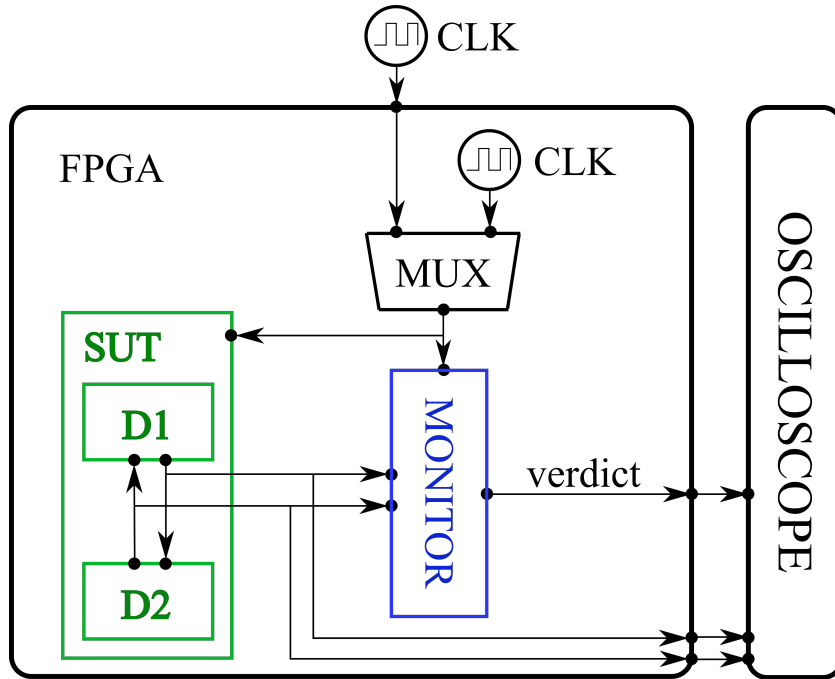 CLK
FPGA
CLK
MUX
SUT
D1
MONITOR
verdict
D2
OSCILLOSCOPE